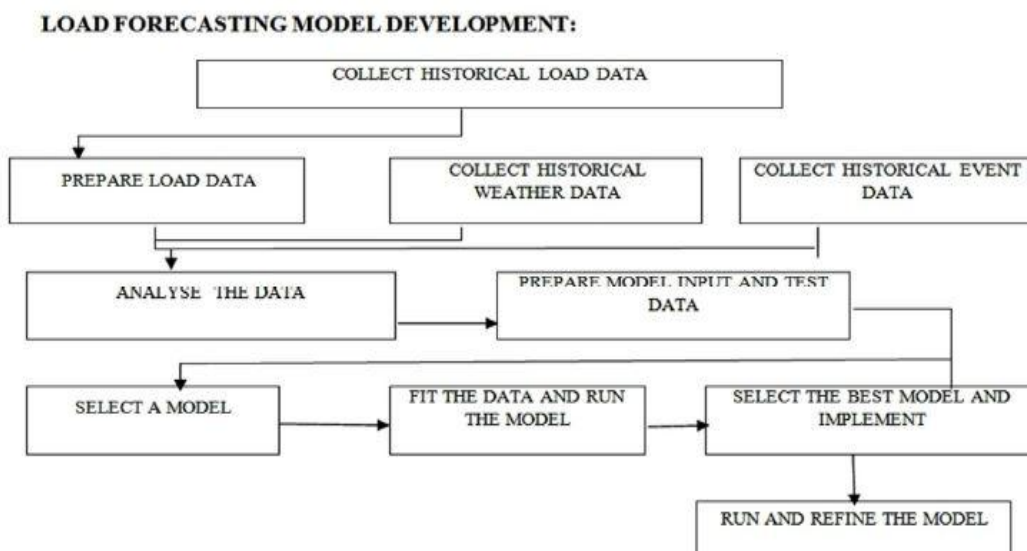 LOAD FORECASTING MODEL DEVELOPMENT:
COLLECT HISTORICAL LOAD DATA
PREPARE LOAD DATA
COLLECT HISTORICAL
WEATHER DATA
COLLECT HISTORICAL EVENT
DATA
ANALYSE THE DATA
PREPARE MODEL INPUT AND TEST
DATA
SELECT A MODEL
FIT THE DATA AND RUN
THE MODEL
SELECT THE BEST MODEL AND
IMPLEMENT
RUN AND REFINE THE MODEL